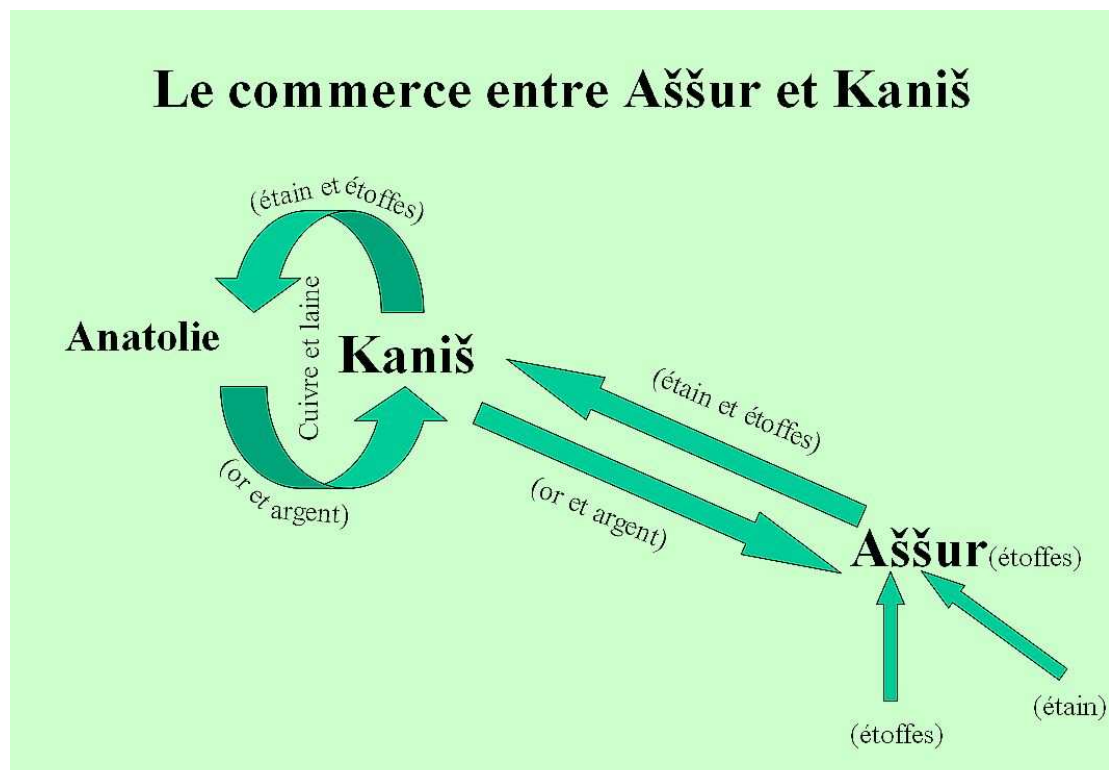 Le commerce entre Aššur et Kaniš
(étain et étoffes)
Anatolie
Cuivre et laine
Kaniš
(or et argent)
(étain et étoffes)
(or et argent)
Aššur (étoffes)
(étain)
(étoffes)